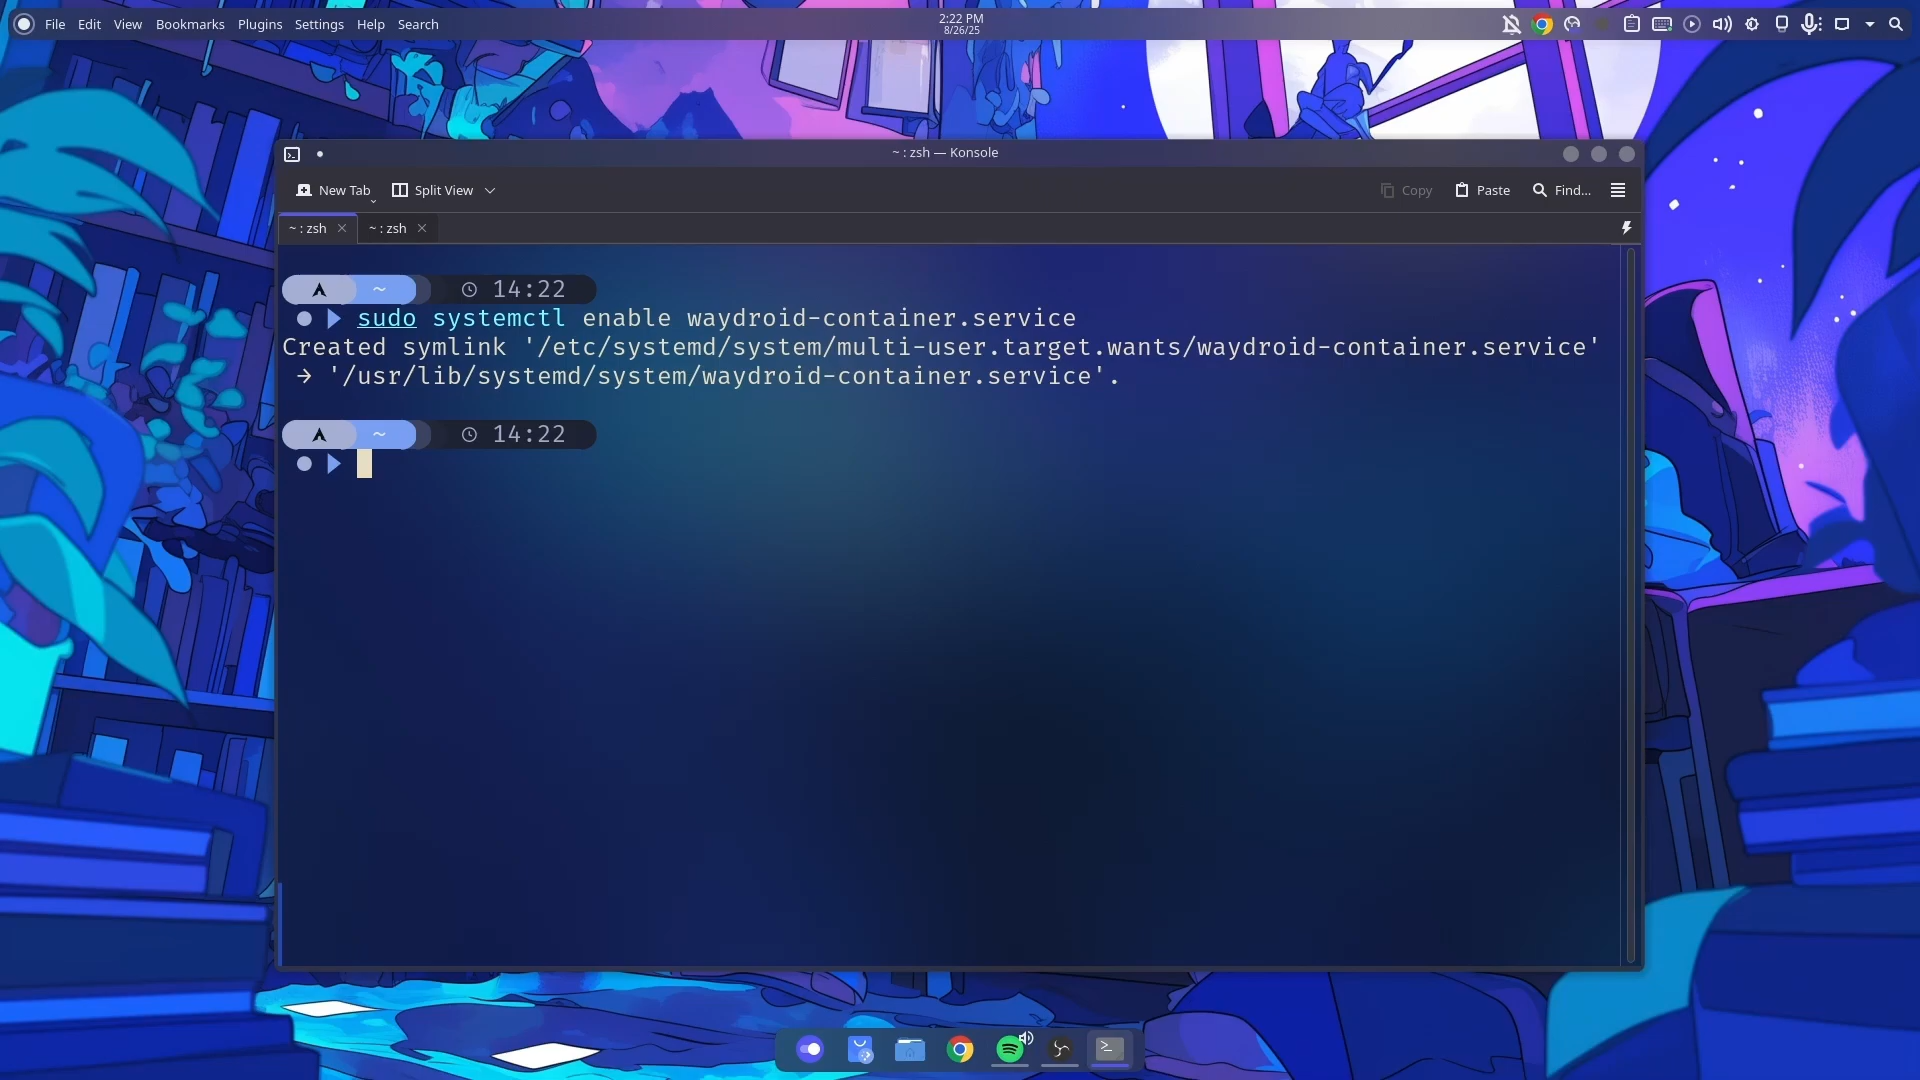 File Edit View Bookmarks Plugins Settings Help Search
2:22 PM
8/26/25
~ : zsh — Konsole
New Tab Split View Copy Paste Find...
~ : zsh ~ : zsh
~ 14:22
sudo systemctl enable waydroid-container.service
Created symlink '/etc/systemd/system/multi-user.target.wants/waydroid-container.service'
→ '/usr/lib/systemd/system/waydroid-container.service'.
~ 14:22